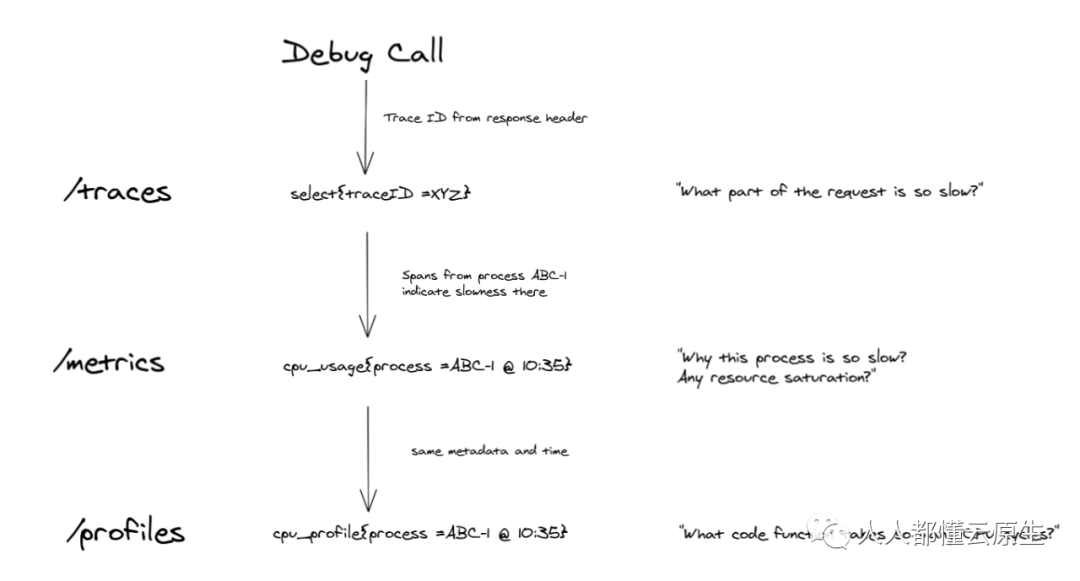 Debug Call
Trace ID from response header
/traces
select{traceID =XYZ}
"What part of the request is so slow?"
Spans from process ABC-1
indicate slowness there
/metrics
cpu_usage{process =ABC-1 @ 10:35}
"Why this process is so slow?
Any resource saturation?"
Same metadata and time
/profiles
cpu_profile{process =ABC-1 @ 10:35}
"What code CPU cycles?"
人人都懂云原生